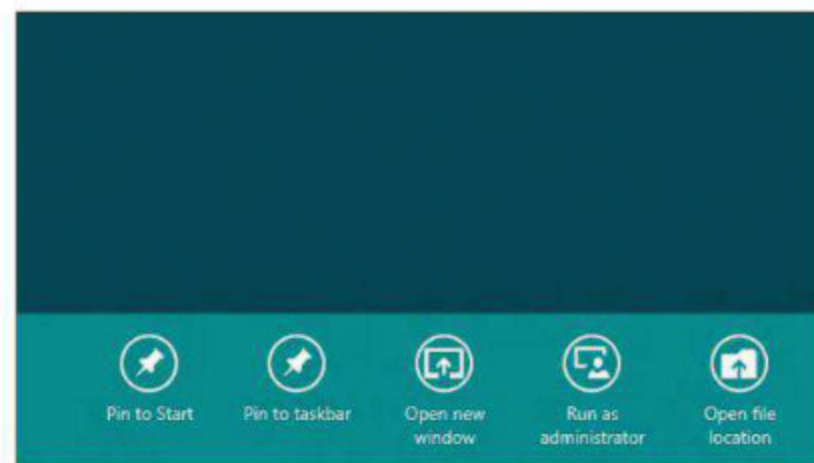 Pin to Start
Pin to taskbar
Open new
window
Run as
administrator
Open file
location